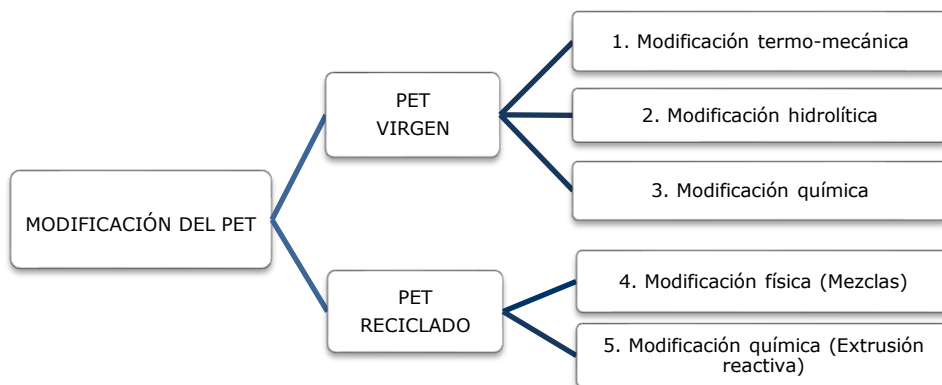 MODIFICACIÓN DEL PET
PET
VIRGEN
1. Modificación termo-mecánica
2. Modificación hidrolítica
3. Modificación química
PET
RECICLADO
4. Modificación física (Mezclas)
5. Modificación química (Extrusión
reactiva)